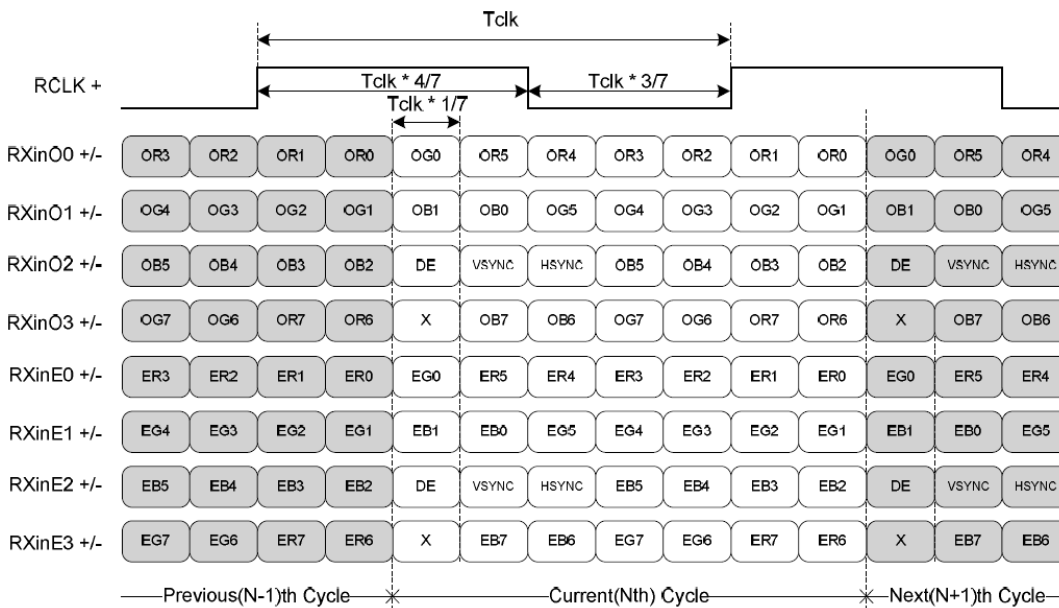 Tclk
RCLK +
Tclk * 4/7
Tclk * 3/7
Tclk * 1/7
RXinO0 +/- OR3 OR2 OR1 OR0 OG0 OR5 OR4 OR3 OR2 OR1 OR0 OG0 OR5 OR4
RXinO1 +/- OG4 OG3 OG2 OG1 OB1 OB0 OG5 OG4 OG3 OG2 OG1 OB1 OB0 OG5
RXinO2 +/- OB5 OB4 OB3 OB2 DE VSYNC HSYNC OB5 OB4 OB3 OB2 DE VSYNC HSYNC
RXinO3 +/- OG7 OG6 OR7 OR6 X OB7 OB6 OG7 OG6 OR7 OR6 X OB7 OB6
RXinE0 +/- ER3 ER2 ER1 ER0 EG0 ER5 ER4 ER3 ER2 ER1 ER0 EG0 ER5 ER4
RXinE1 +/- EG4 EG3 EG2 EG1 EB1 EB0 EG5 EG4 EG3 EG2 EG1 EB1 EB0 EG5
RXinE2 +/- EB5 EB4 EB3 EB2 DE VSYNC HSYNC EB5 EB4 EB3 EB2 DE VSYNC HSYNC
RXinE3 +/- EG7 EG6 ER7 ER6 X EB7 EB6 EG7 EG6 ER7 ER6 X EB7 EB6
Previous(N-1)th Cycle Current(Nth) Cycle Next(N+1)th Cycle